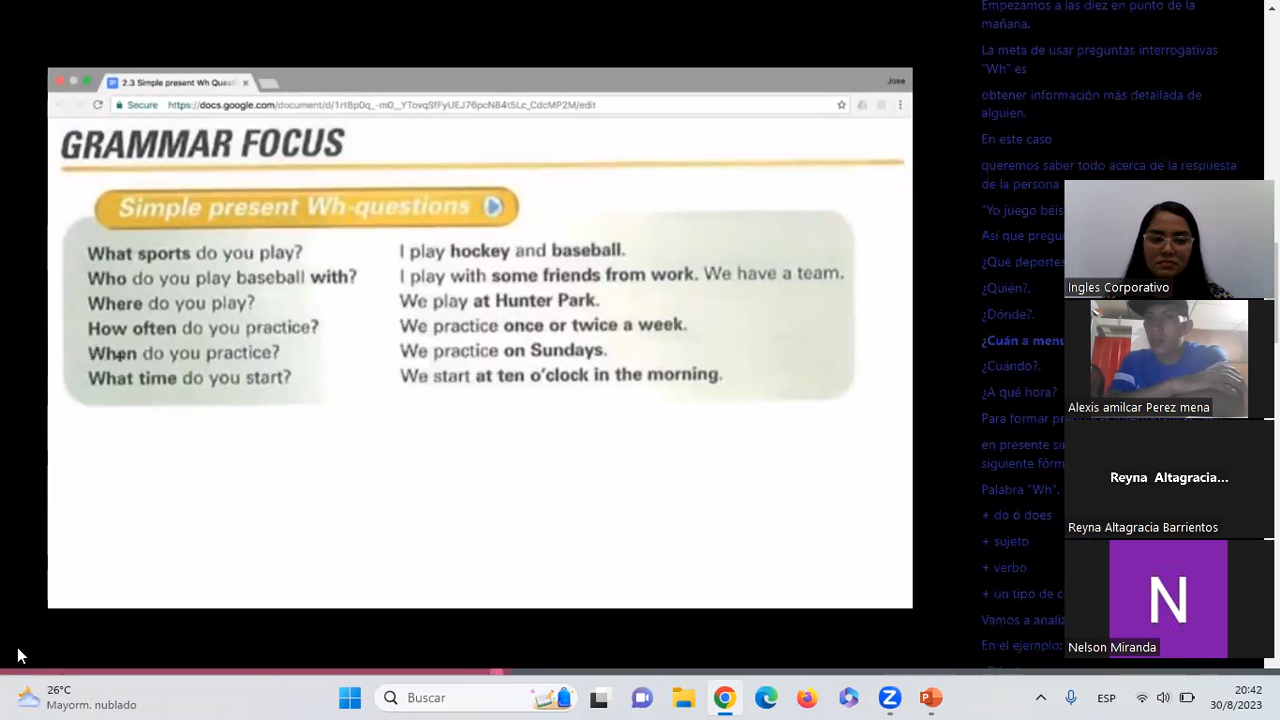 2.3 Simple present Wh Quest
Jose
Secure
https://docs.google.com/document/d/1rt8p0q_-m0__YTovqSfFyUEJ76pcN84t5Lc_CdcMP2M/edit
GRAMMAR FOCUS
Simple present Wh questions
What sports do you play? I play hockey and baseball.
Who do you play baseball with? I play with some friends from work. We have a team.
Where do you play? We play at Hunter Park.
How often do you practice? We practice once or twice a week.
When do you practice? We practice on Sundays.
What time do you start? We start at ten o'clock in the morning.
Empezamos a las diez en punto de la
mañana.
La meta de usar preguntas interrogativas
"Wh" es
obtener información más detallada de
alguien.
En este caso
queremos saber todo acerca de la respuesta
de la persona
"Yo juego béis
Así que pregu
¿Qué deportes
¿Quién?,
¿Dónde?,
¿Cuán a menu
¿Cuándo?,
¿A qué hora?
Para formar pre
en presente si
siguiente fórm
Palabra "Wh".
+ do o does
+ sujeto
+ verbo
+ un tipo de c
Vamos a analiz
En el ejemplo:
Ingles Corporativo
Alexis amilcar Perez mena
Reyna Altagracia...
Reyna Altagracia Barrientos
N
Nelson Miranda
26°C
Mayorm. nublado
Buscar
ESP
20:42
30/8/2023